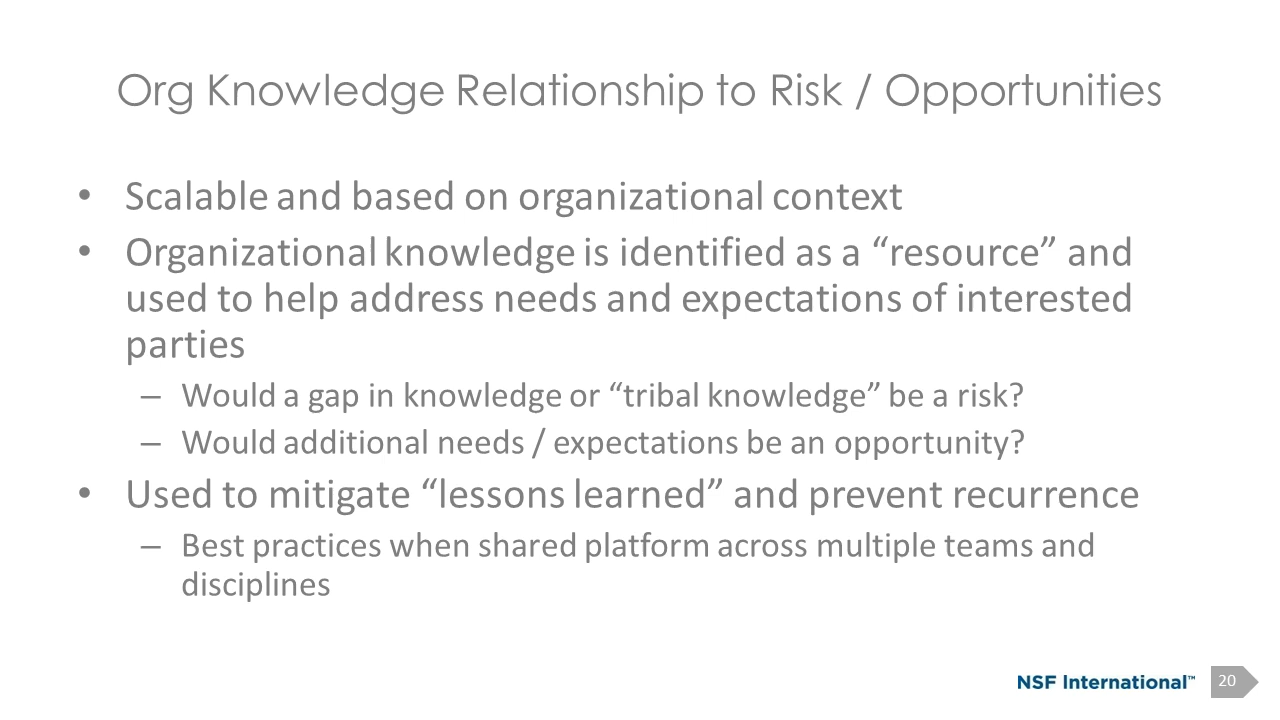 Org Knowledge Relationship to Risk / Opportunities
• Scalable and based on organizational context
• Organizational knowledge is identified as a “resource” and
used to help address needs and expectations of interested
parties
– Would a gap in knowledge or “tribal knowledge” be a risk?
– Would additional needs / expectations be an opportunity?
• Used to mitigate “lessons learned” and prevent recurrence
– Best practices when shared platform across multiple teams and
disciplines
NSF International™
20